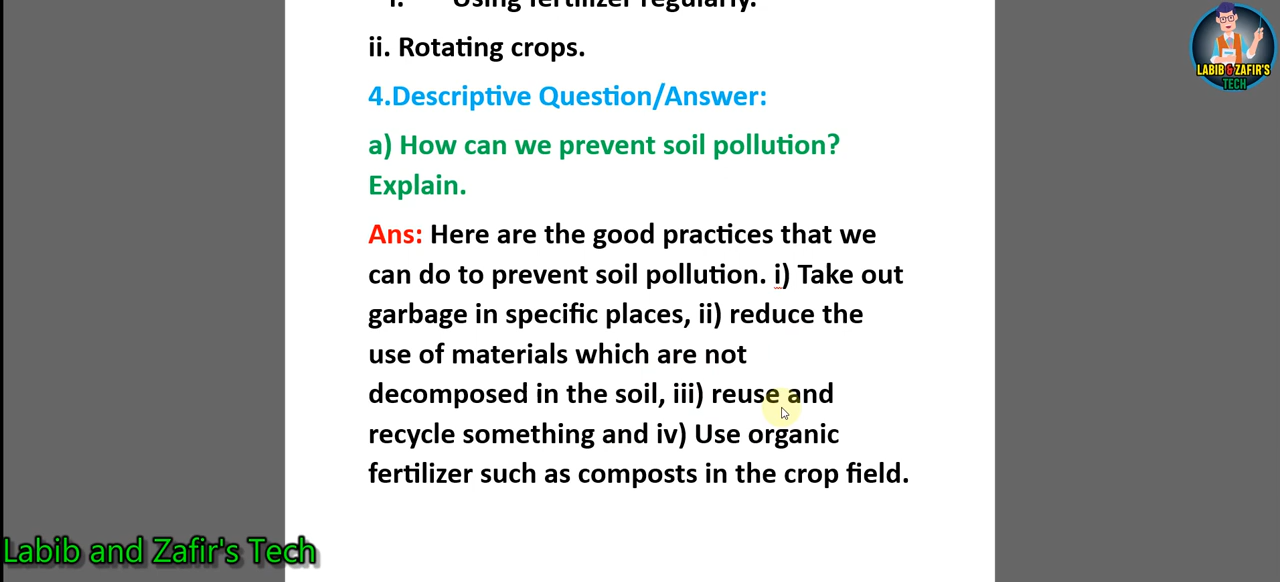 i. Using fertilizer regularly.
ii. Rotating crops.
4.Descriptive Question/Answer:
a) How can we prevent soil pollution?
Explain.
Ans: Here are the good practices that we
can do to prevent soil pollution. i) Take out
garbage in specific places, ii) reduce the
use of materials which are not
decomposed in the soil, iii) reuse and
recycle something and iv) Use organic
fertilizer such as composts in the crop field.
LABIB & ZAFIR'S
TECH
Labib and Zafir's Tech